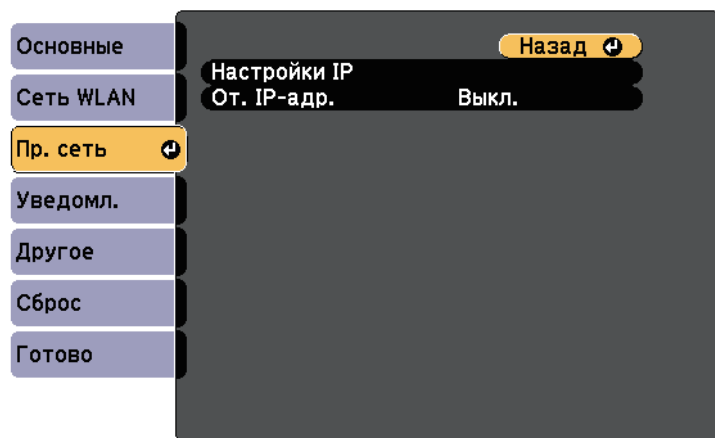 Основные
Сеть WLAN
Пр. сеть
Уведомл.
Другое
Сброс
Готово
Назад
Настройки IP
От. IP-адр. Выкл.